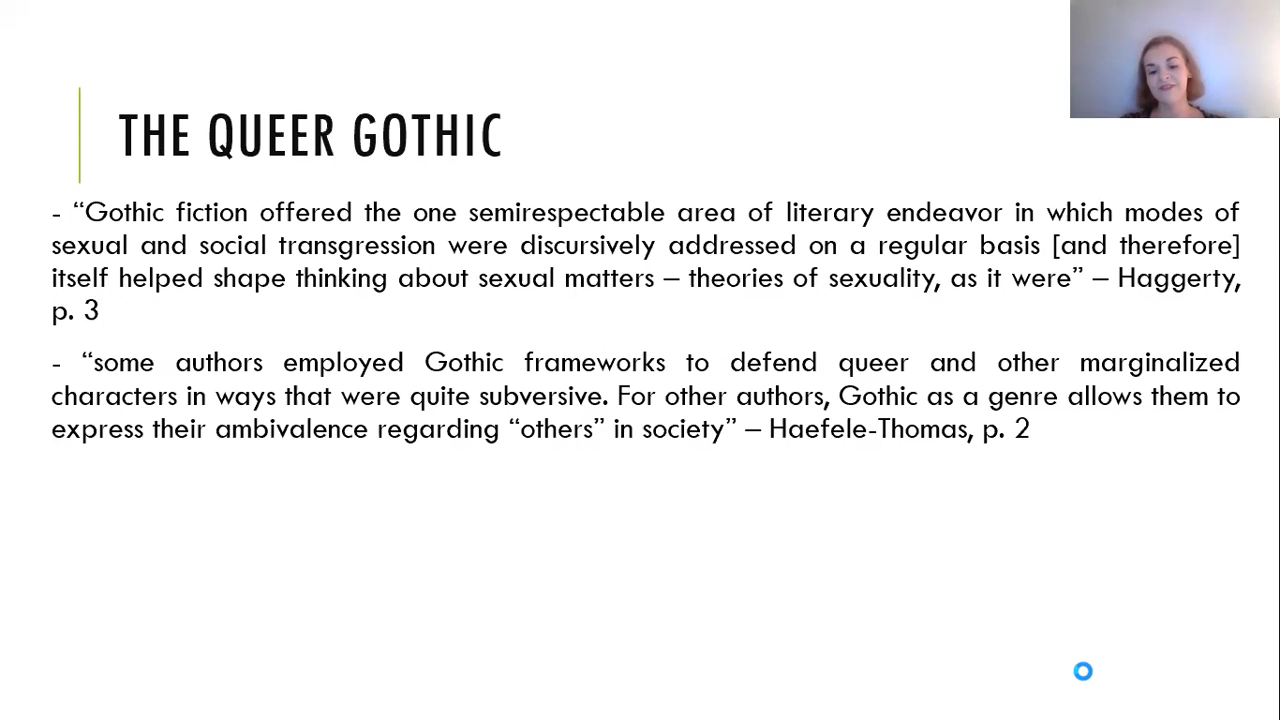 THE QUEER GOTHIC
- “Gothic fiction offered the one semirespectable area of literary endeavor in which modes of
sexual and social transgression were discursively addressed on a regular basis [and therefore]
itself helped shape thinking about sexual matters – theories of sexuality, as it were” – Haggerty,
p. 3
- “some authors employed Gothic frameworks to defend queer and other marginalized
characters in ways that were quite subversive. For other authors, Gothic as a genre allows them to
express their ambivalence regarding “others” in society” – Haefele-Thomas, p. 2